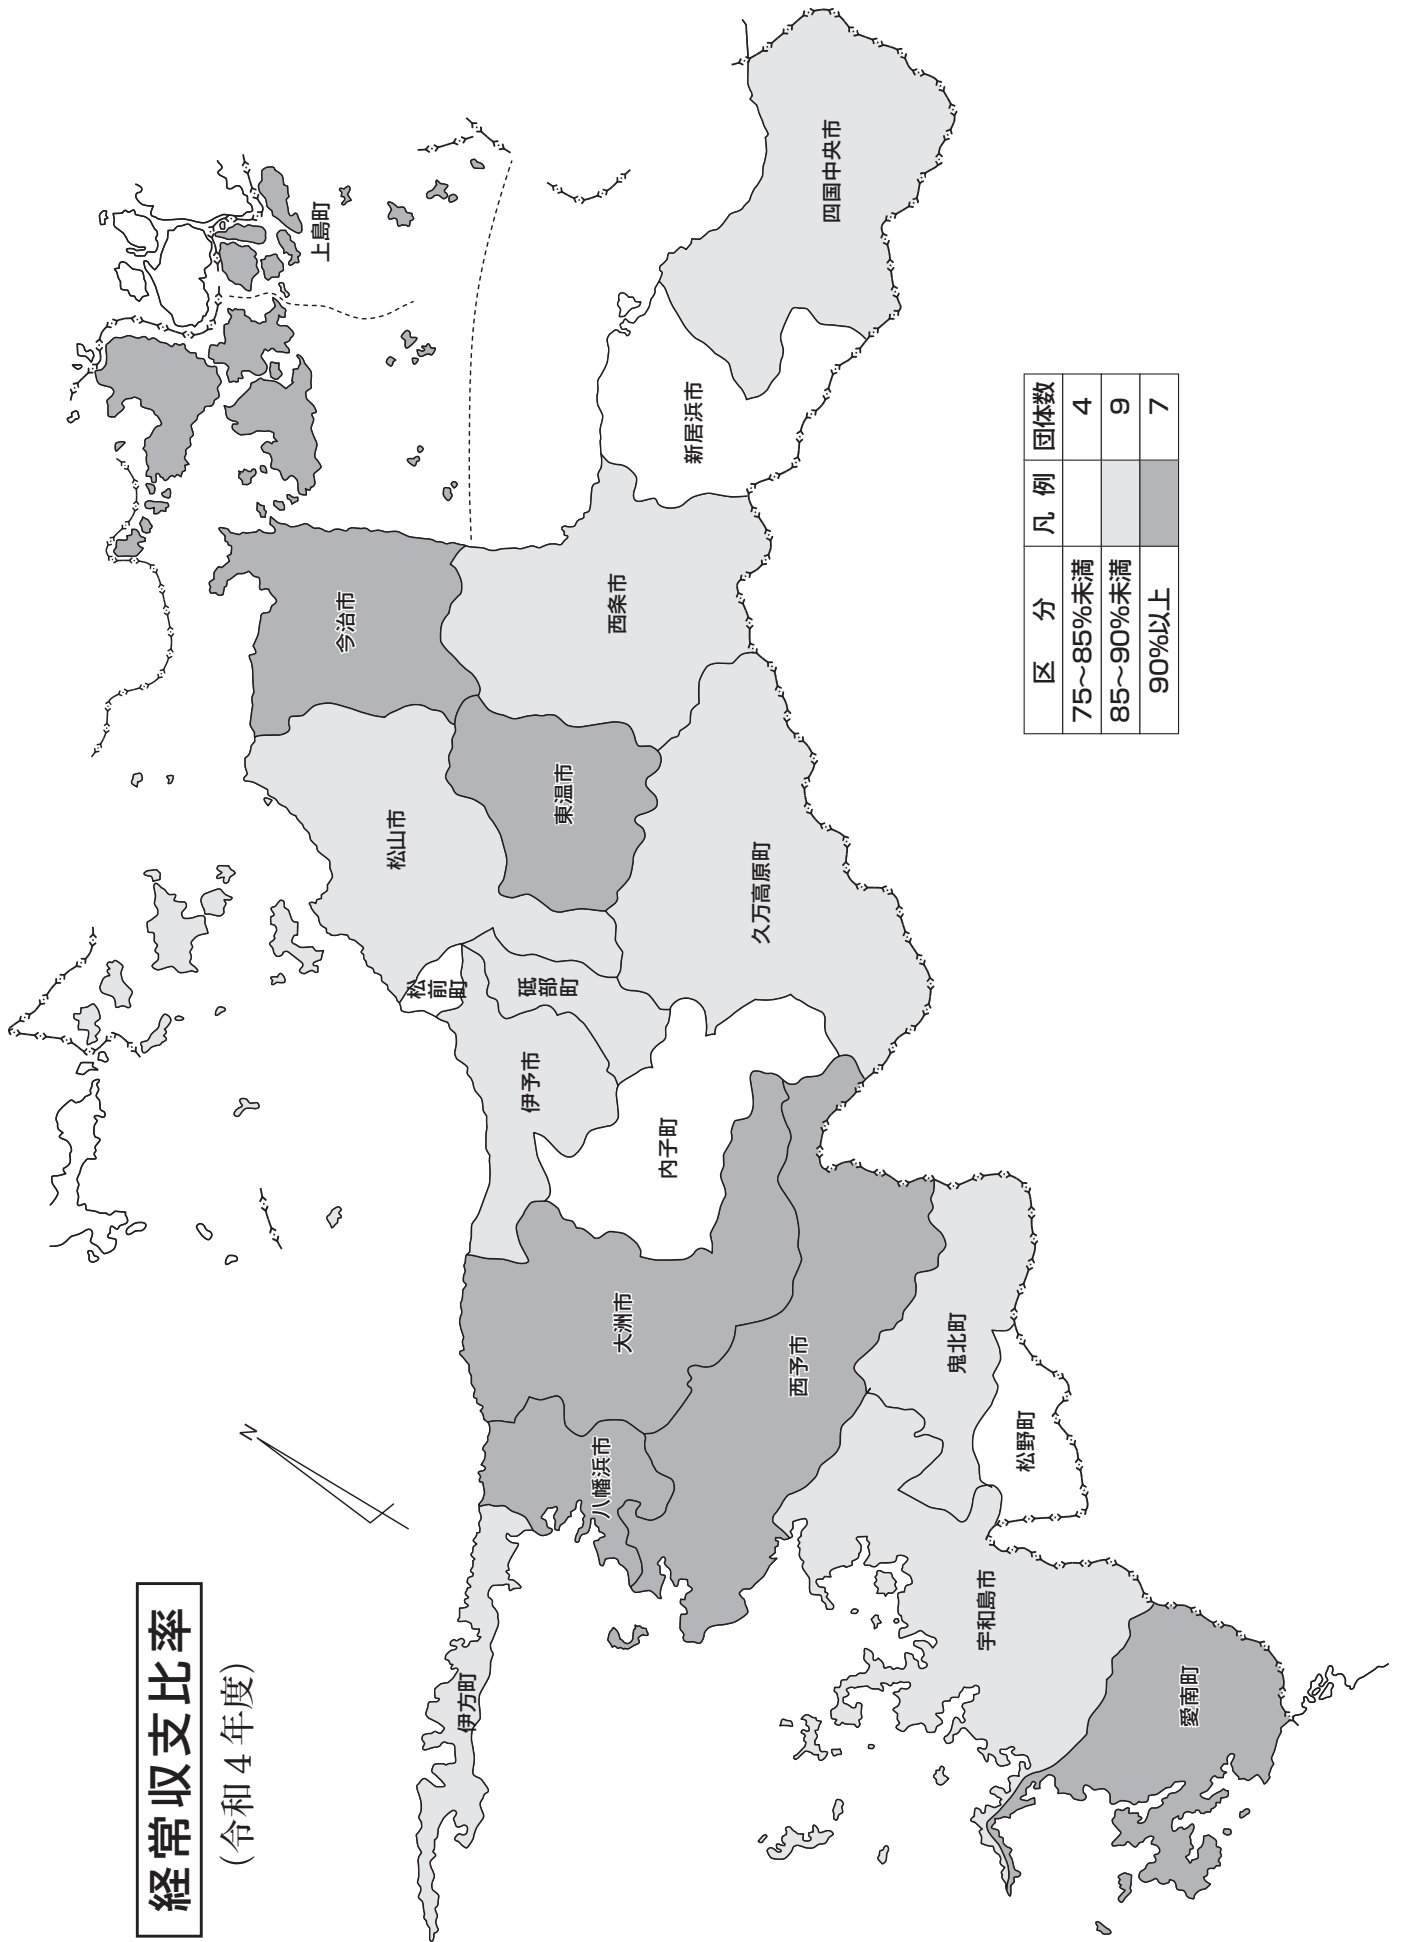 経常収支比率
(令和４年度)
区 分 凡 例 団体数
75～85%未満 4
85～90%未満 9
90%以上 7
N
上島町
四国中央市
新居浜市
西条市
今治市
東温市
松山市
久万高原町
松前町
砥部町
伊予市
内子町
大洲市
西予市
八幡浜市
伊方町
鬼北町
松野町
宇和島市
愛南町